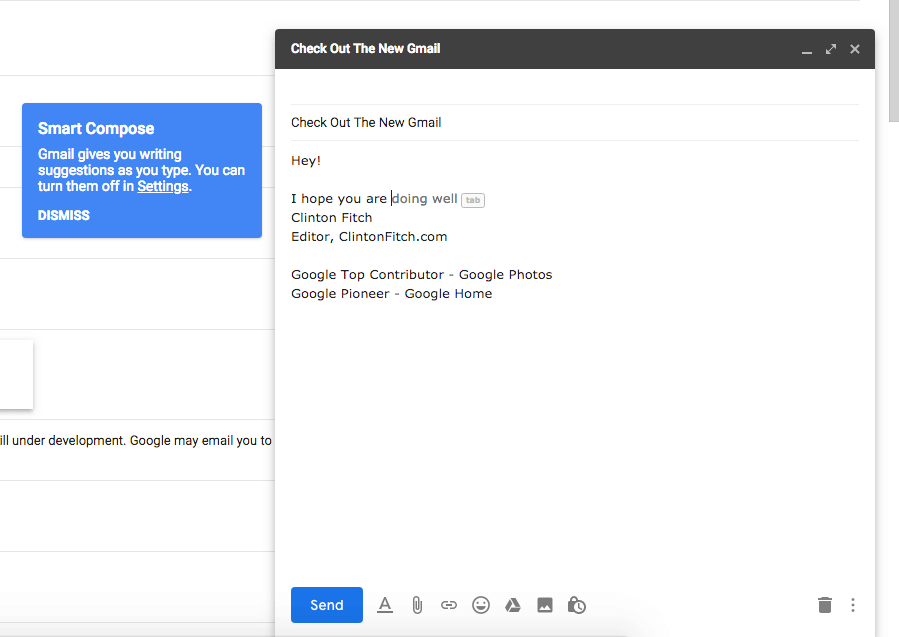 Check Out The New Gmail
Check Out The New Gmail
Smart Compose
Gmail gives you writing
suggestions as you type. You can
turn them off in Settings.
DISMISS
Hey!
I hope you are doing well tab
Clinton Fitch
Editor, ClintonFitch.com
Google Top Contributor - Google Photos
Google Pioneer - Google Home
ill under development. Google may email you to
Send